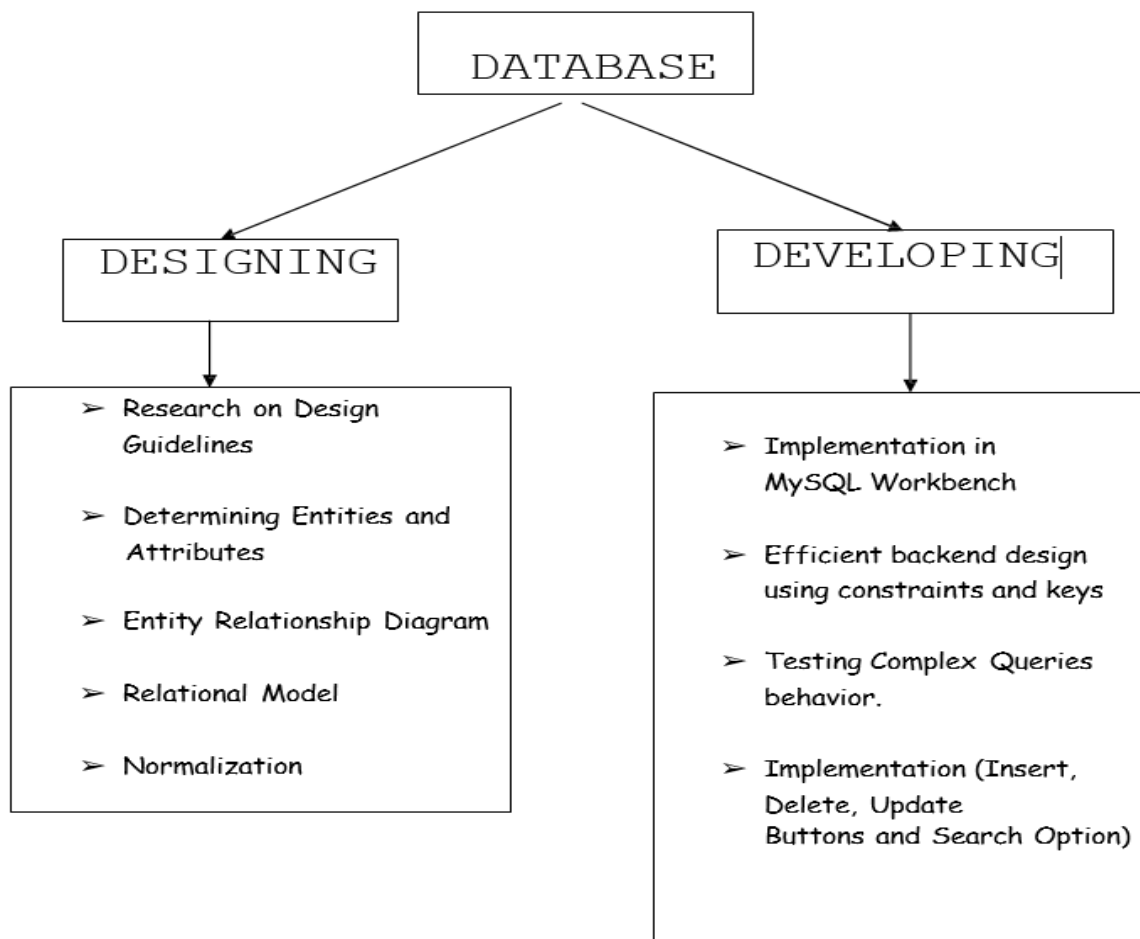 DATABASE
DESIGNING
DEVELOPING
➢ Research on Design
Guidelines
➢ Determining Entities and
Attributes
➢ Entity Relationship Diagram
➢ Relational Model
➢ Normalization
➢ Implementation in
MySQL Workbench
➢ Efficient backend design
using constraints and keys
➢ Testing Complex Queries
behavior.
➢ Implementation (Insert,
Delete, Update
Buttons and Search Option)